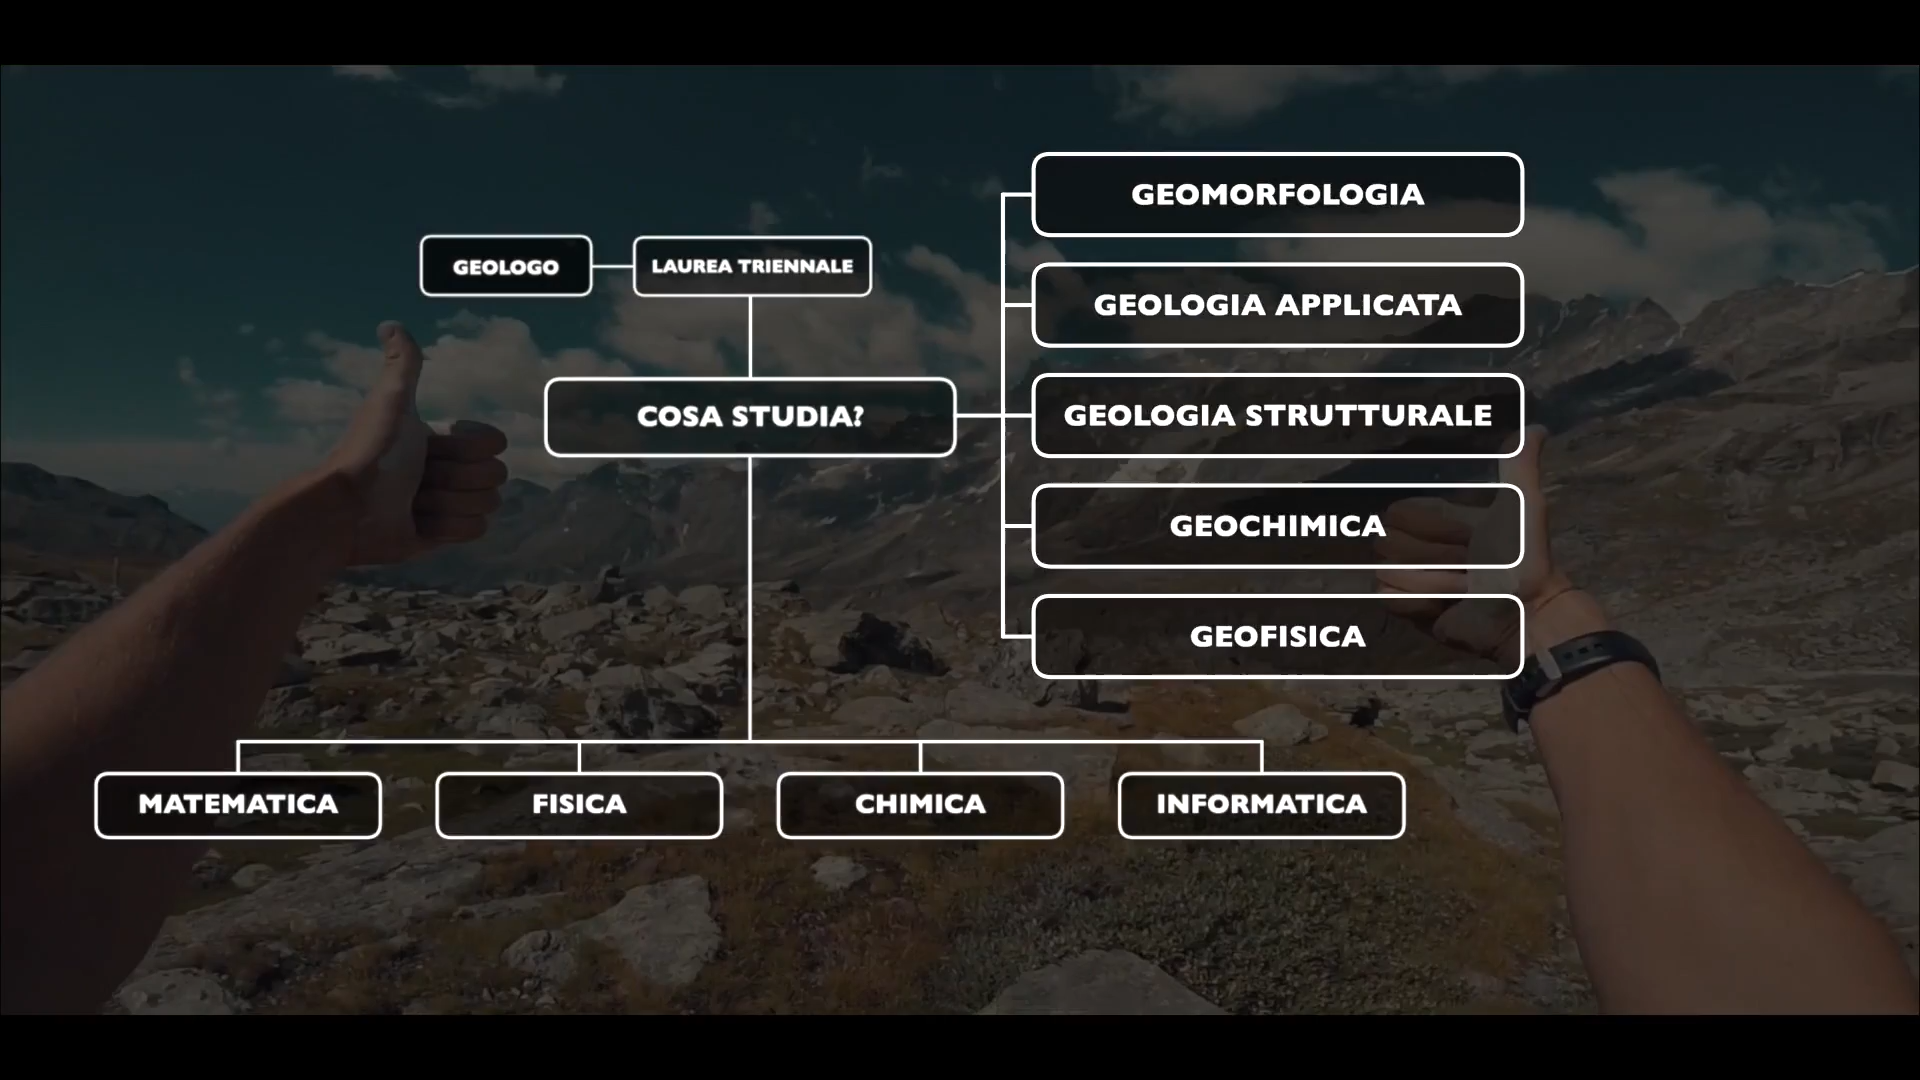 GEOLOGO
LAUREA TRIENNALE
COSA STUDIA?
GEOMORFOLOGIA
GEOLOGIA APPLICATA
GEOLOGIA STRUTTURALE
GEOCHIMICA
GEOFISICA
MATEMATICA
FISICA
CHIMICA
INFORMATICA